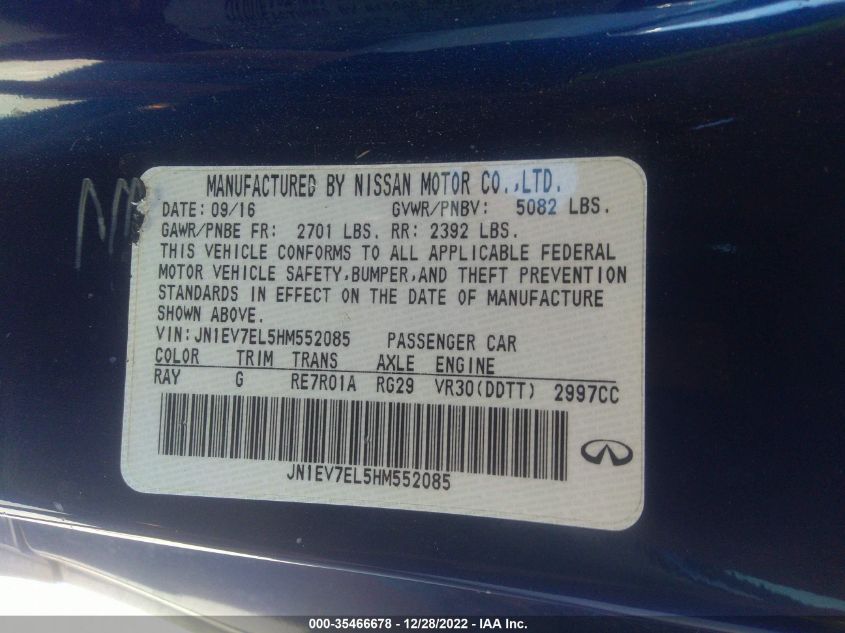 MANUFACTURED BY NISSAN MOTOR CO.,LTD.
DATE: 09/16 GVWR/PNBV: 5082 LBS.
GAWR/PNBE FR: 2701 LBS. RR: 2392 LBS.
THIS VEHICLE CONFORMS TO ALL APPLICABLE FEDERAL
MOTOR VEHICLE SAFETY,BUMPER,AND THEFT PREVENTION
STANDARDS IN EFFECT ON THE DATE OF MANUFACTURE
SHOWN ABOVE.
VIN:JN1EV7EL5HM552085 PASSENGER CAR
COLOR TRIM TRANS AXLE ENGINE
RAY G RE7R01A RG29 VR30(DDTT) 2997CC
JN1EV7EL5HM552085
000-35466678 - 12/28/2022 - IAA Inc.